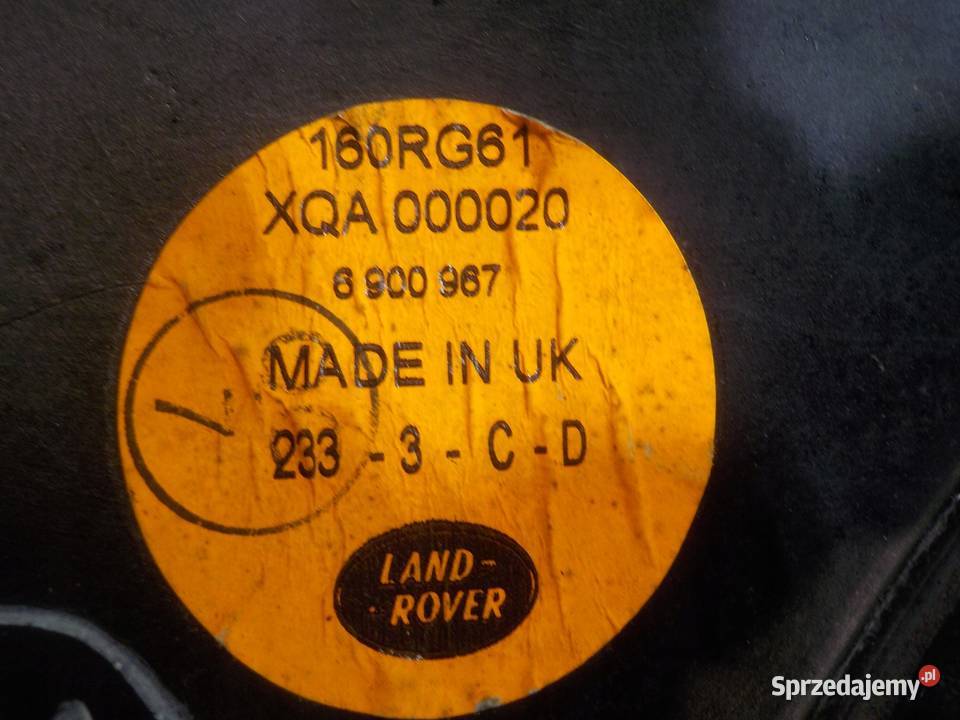 160RG61
XQA 000020
6 900 967
MADE IN UK
233 - 3 - C - D
LAND-
-ROVER
Sprzedajemy.pl